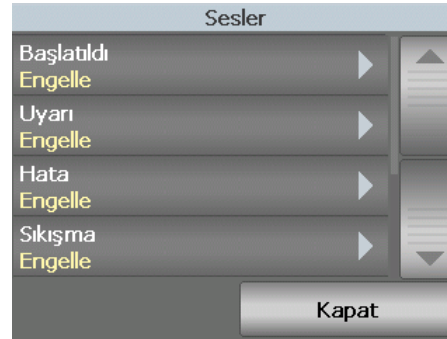 Sesler
Başlatıldı
Engelle
Uyarı
Engelle
Hata
Engelle
Sıkışma
Engelle
Kapat